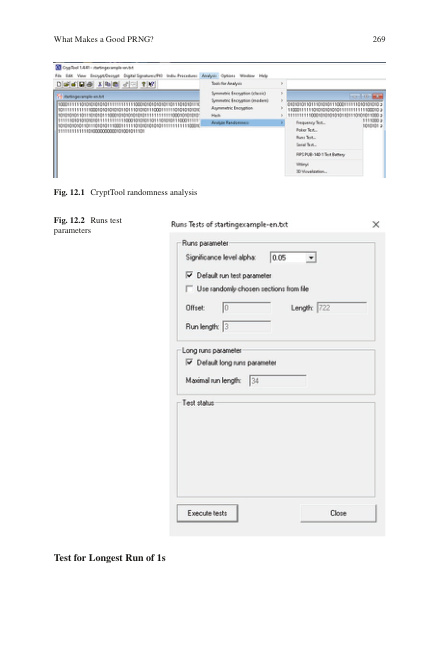 What Makes a Good PRNG?
269
CrypTool 1.4.31 - startingexample-en.txt
File Edit View Encrypt/Decrypt Digital Signatures/PKI Indiv. Procedures Analysis Options Window Help
Tools for Analysis
Symmetric Encryption (classic)
Symmetric Encryption (modern)
Asymmetric Encryption
Hash
Analyze Randomness
Frequency Test...
Poker Test...
Runs Test...
Serial Test...
FIPS PUB-140-1 Test Battery
Vitanyi
3D Visualization...
startingexample-en.txt
Fig. 12.1 CryptTool randomness analysis
Fig. 12.2 Runs test
parameters
Runs Tests of startingexample-en.txt
Runs parameter
Significance level alpha: 0.05
Default run test parameter
Use randomly chosen sections from file
Offset: 0 Length: 722
Run length: 3
Long runs parameter
Default long runs parameter
Maximal run length: 34
Test status
Execute tests Close
Test for Longest Run of 1s